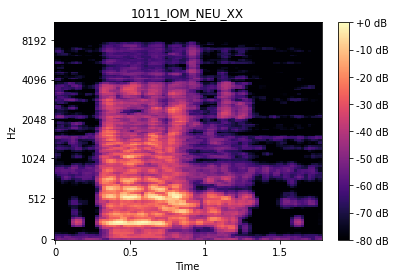 1011_IOM_NEU_XX
8192
4096
2048
1024
512
0
Hz
0
0.5
1
1.5
Time
+0 dB
-10 dB
-20 dB
-30 dB
-40 dB
-50 dB
-60 dB
-70 dB
-80 dB